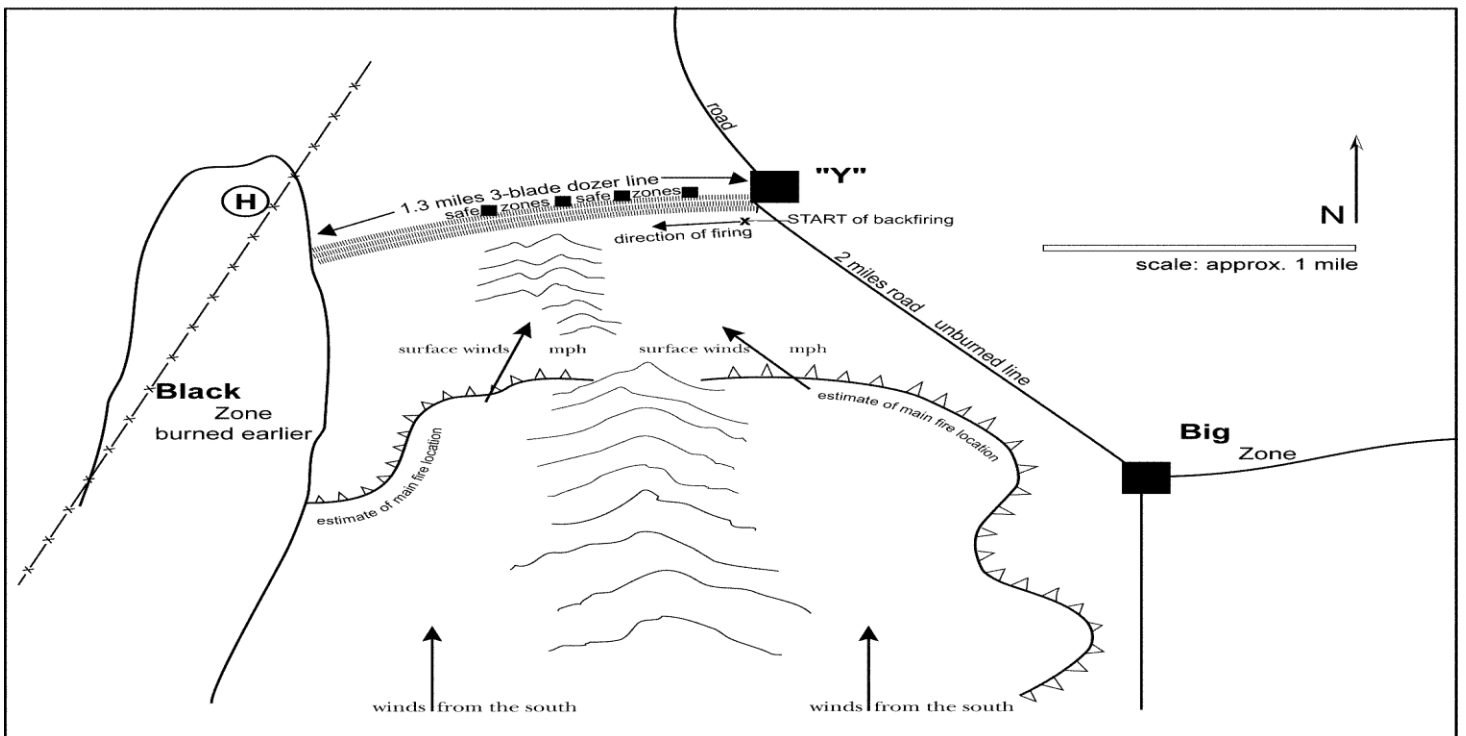 road
"Y"
H
1.3 miles 3-blade dozer line
safe zones safe zones
START of backfiring
direction of firing
N
scale: approx. 1 mile
2 miles road unburned line
surface winds mph
surface winds mph
Black
Zone
burned earlier
estimate of main fire location
estimate of main fire location
Big
Zone
winds from the south
winds from the south